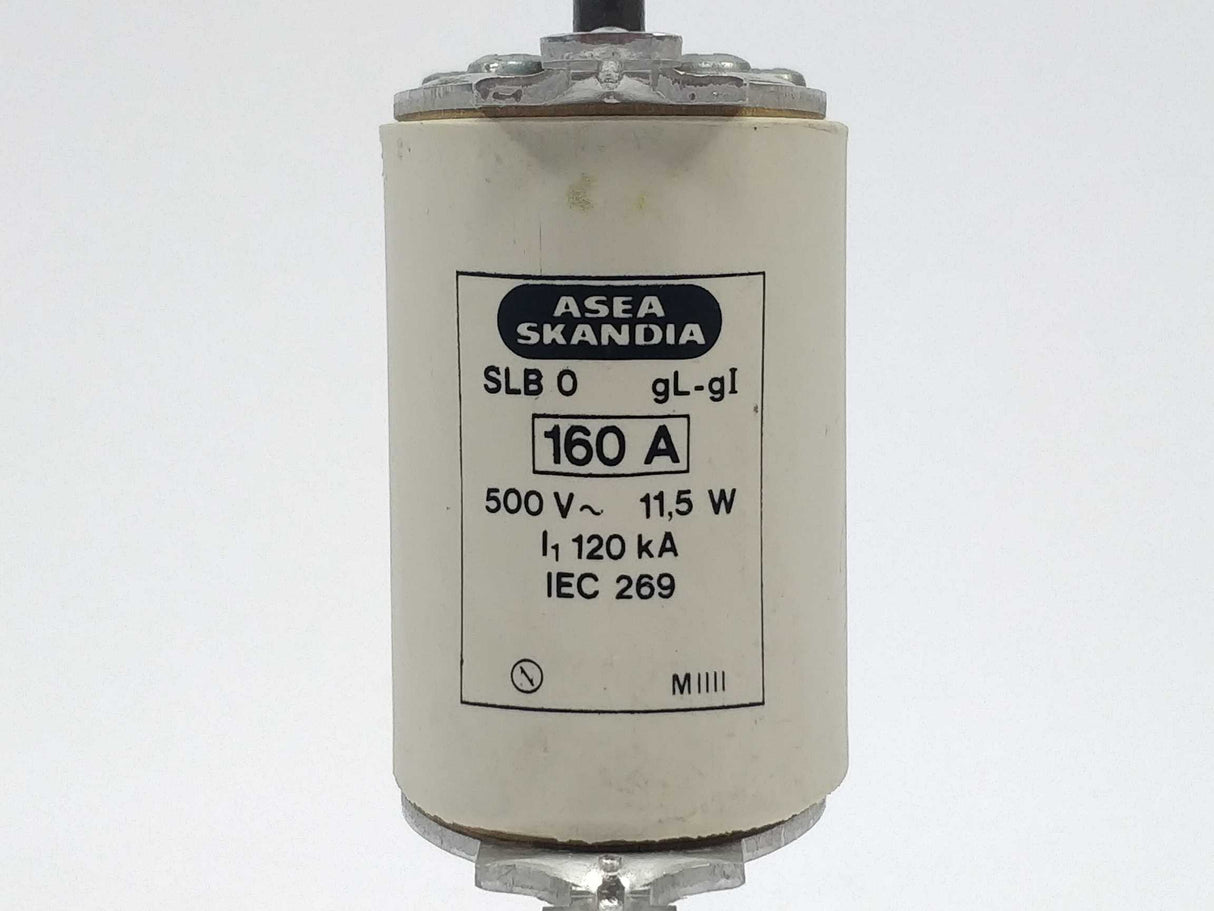 ASEA
SKANDIA
SLB 0 gL-gI
160 A
500 V~ 11,5 W
I₁ 120 kA
IEC 269
MIIII